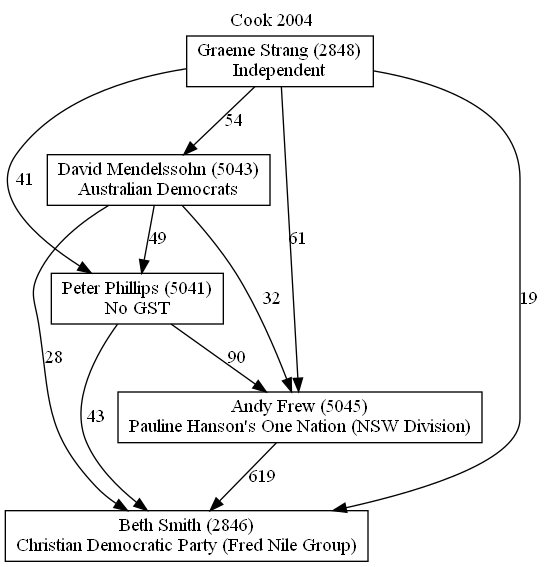 Cook 2004
Graeme Strang (2848)
Independent
54
David Mendelssohn (5043)
Australian Democrats
41
49
61
Peter Phillips (5041)
No GST
32
19
28
90
43
Andy Frew (5045)
Pauline Hanson's One Nation (NSW Division)
619
Beth Smith (2846)
Christian Democratic Party (Fred Nile Group)